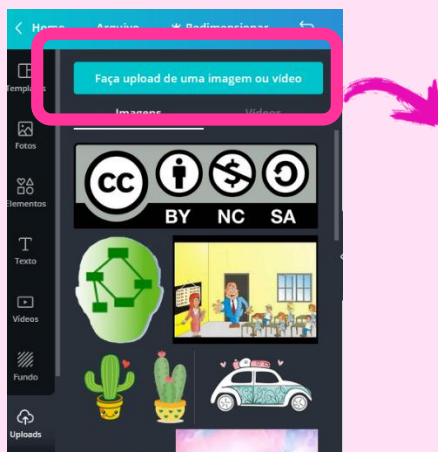 Home Arquivo Redimensionar
Faça upload de uma imagem ou vídeo
Templates
Imagens Vídeos
Fotos
Elementos
Texto
Vídeos
Fundo
Uploads
CC
BY NC SA